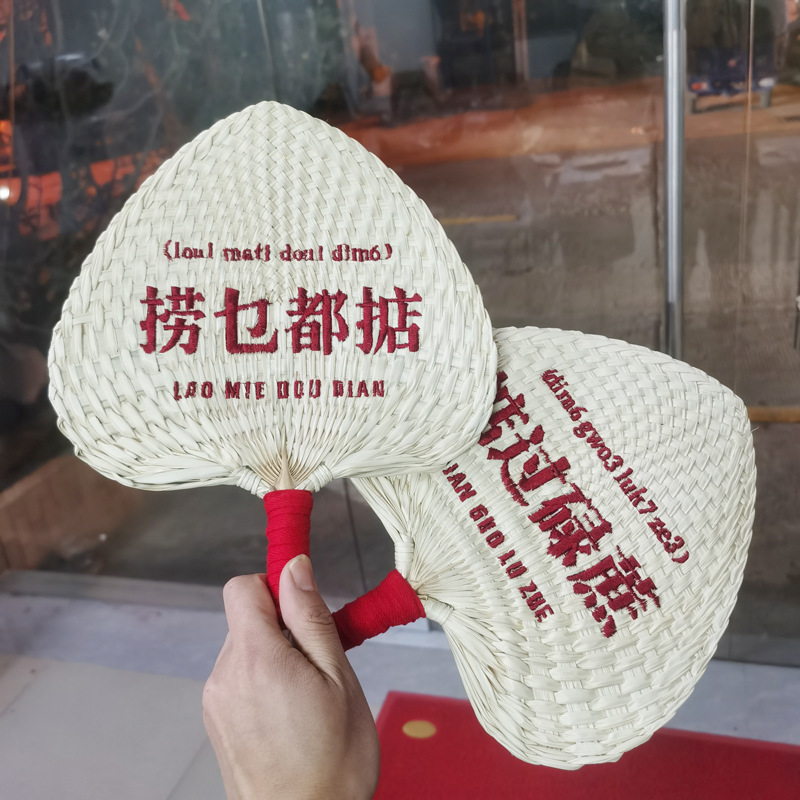 (lou1 mat1 dou1 dim6)
捞乜都掂
LAO MIE DOU DIAN
(dim6 gwo3 luk7 ze3)
过碌蔗
GUO LU ZHE